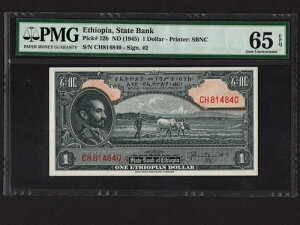 PMG
PAPER MONEY GUARANTY
Ethiopia, State Bank
Pick# 12b ND (1945) 1 Dollar - Printer: SBNC
S/N CH814840 - Sign. #2
65 EPQ
Gem Uncirculated
CH814840
CH814840
1
State Bank of Ethiopia
1
ONE ETHIOPIAN DOLLAR